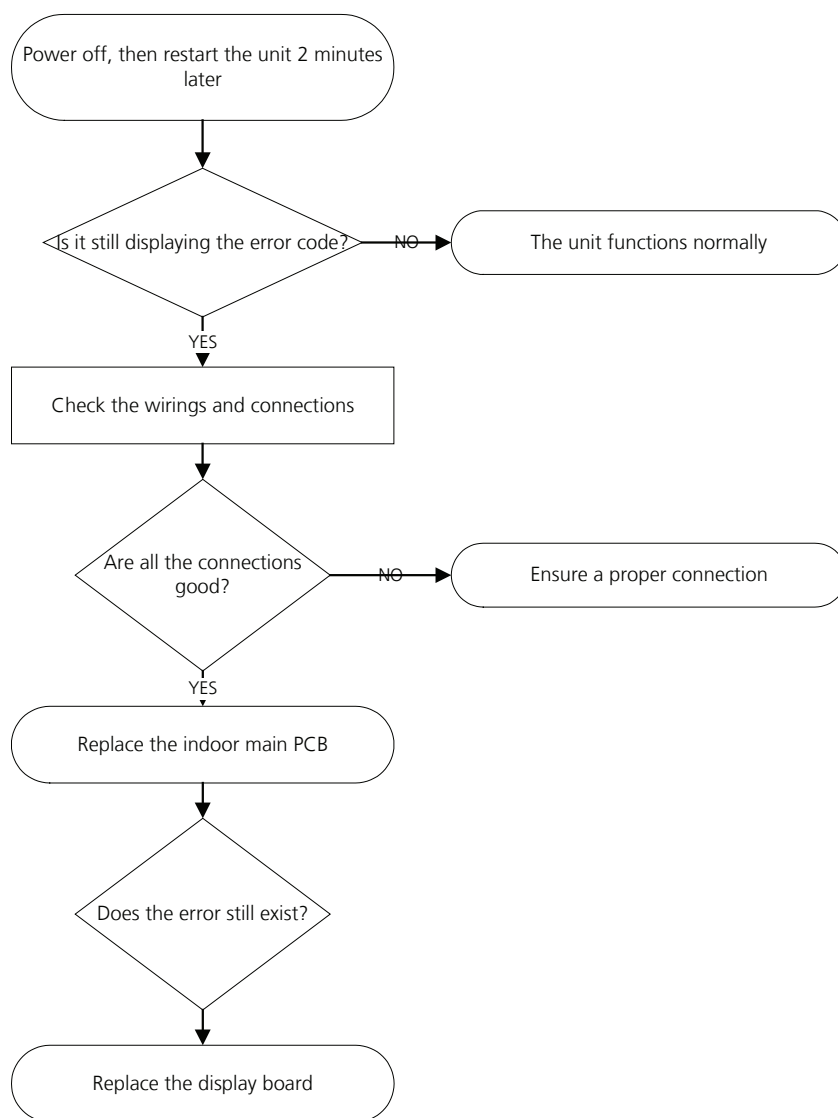 Power off, then restart the unit 2 minutes
later
Is it still displaying the error code?
NO
The unit functions normally
YES
Check the wirings and connections
Are all the connections
good?
NO
Ensure a proper connection
YES
Replace the indoor main PCB
Does the error still exist?
Replace the display board